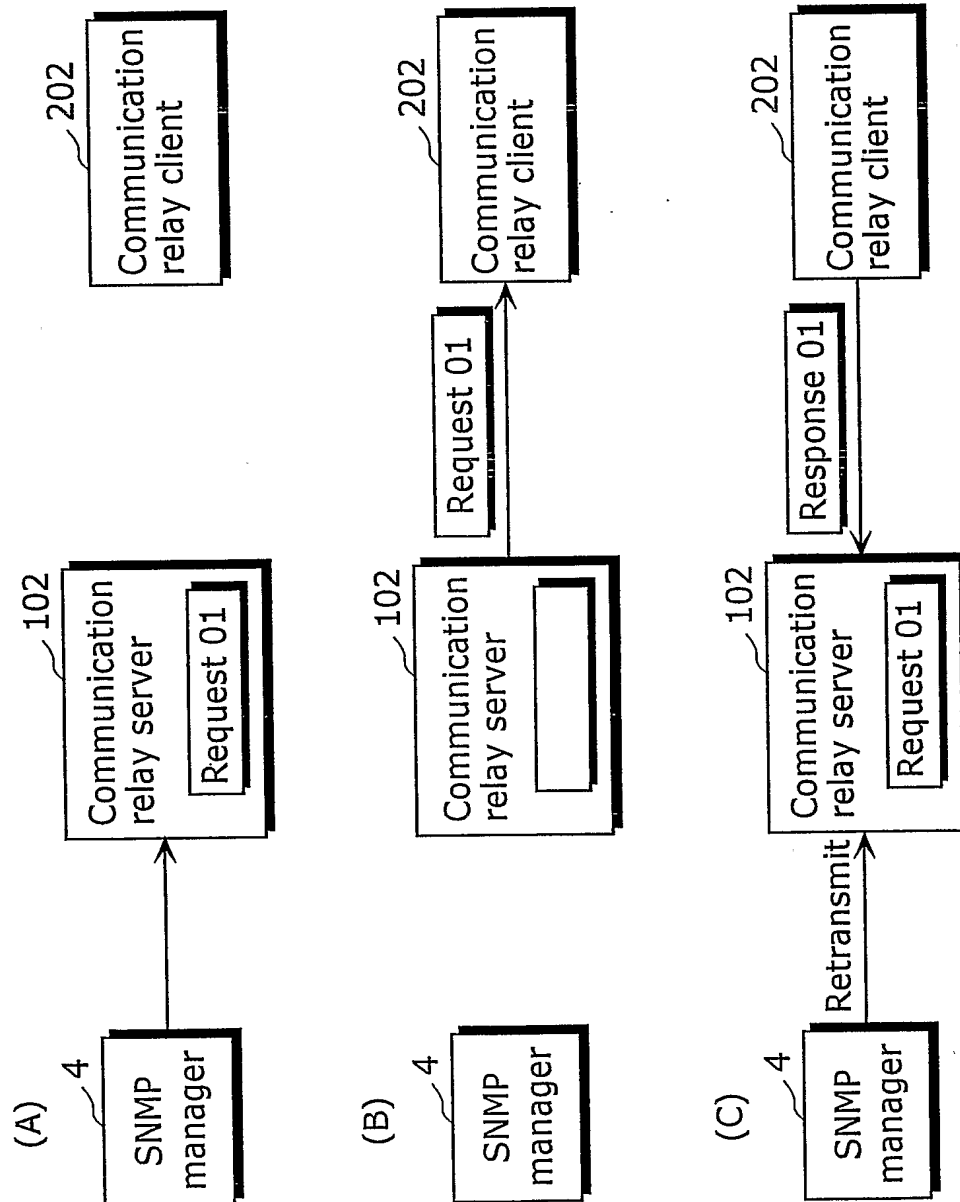 (A)
4
SNMP
manager
102
Communication
relay server
Request 01
202
Communication
relay client
(B)
4
SNMP
manager
102
Communication
relay server
Request 01
202
Communication
relay client
(C)
4
SNMP
manager
Retransmit
102
Communication
relay server
Request 01
Response 01
202
Communication
relay client